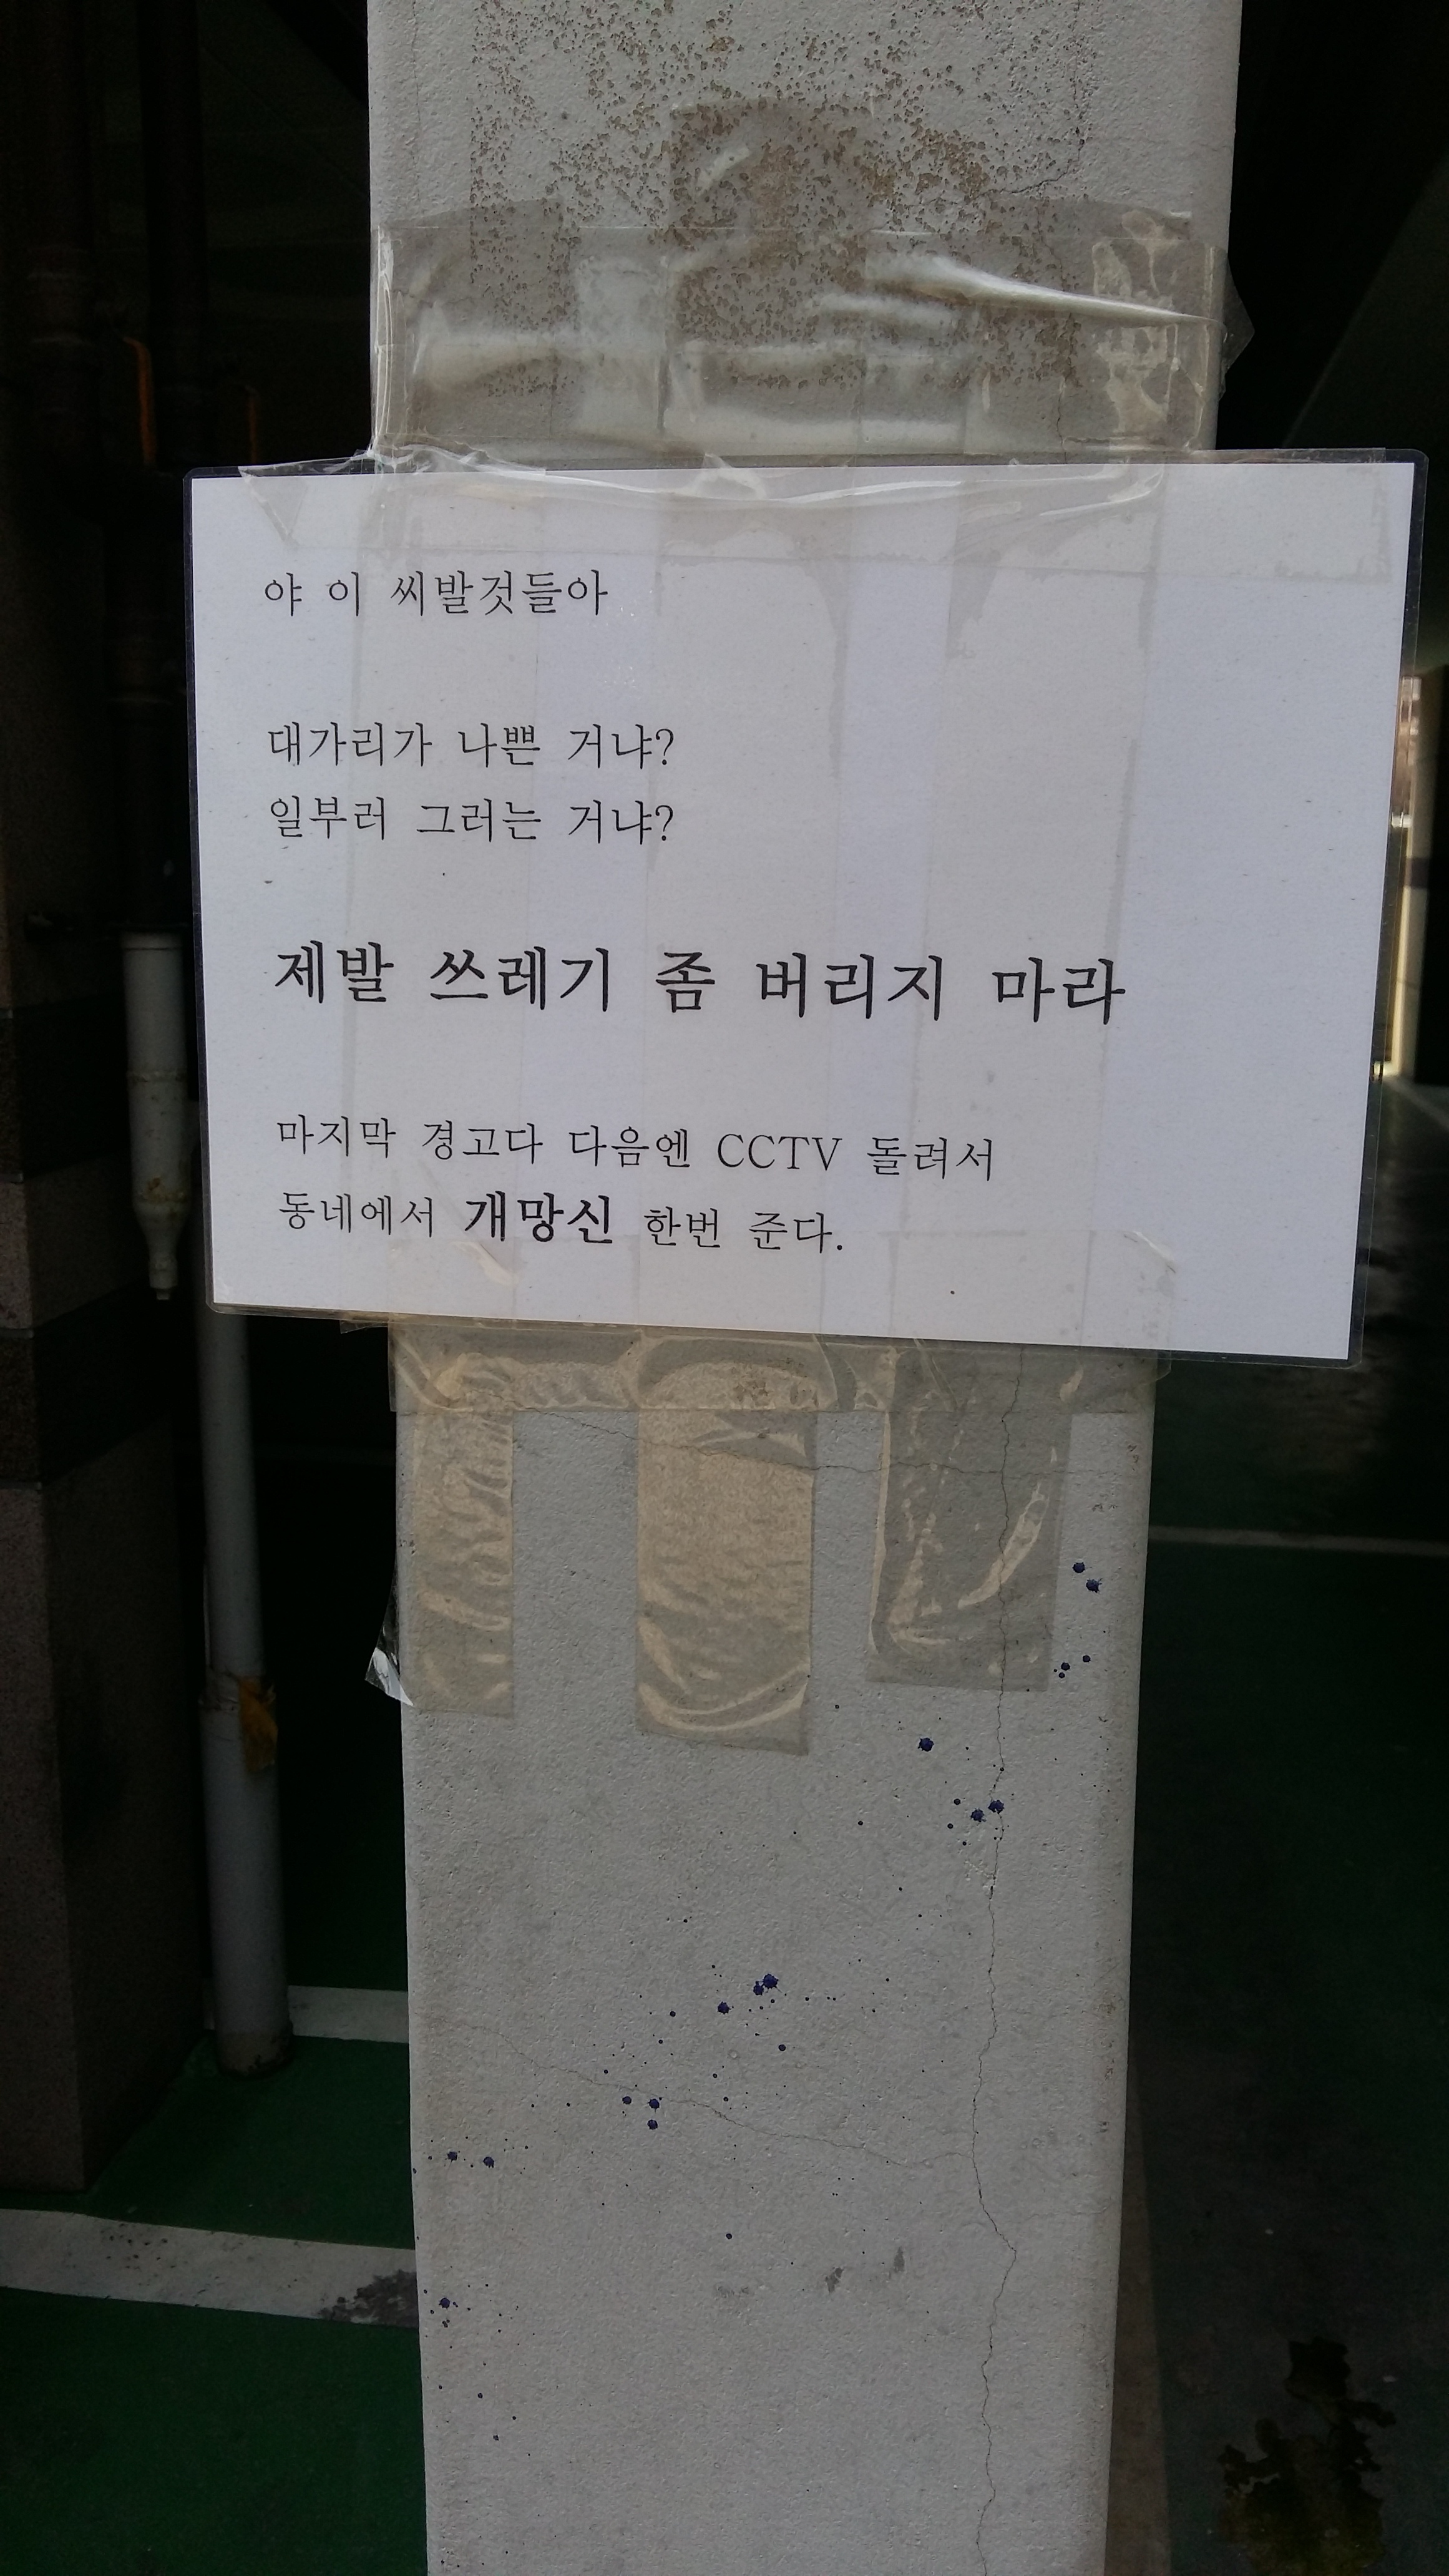 야 이 씨발것들아
대가리가 나쁜 거냐?
일부러 그러는 거냐?
제발 쓰레기 좀 버리지 마라
마지막 경고다 다음엔 CCTV 돌려서
동네에서 개망신 한번 준다.